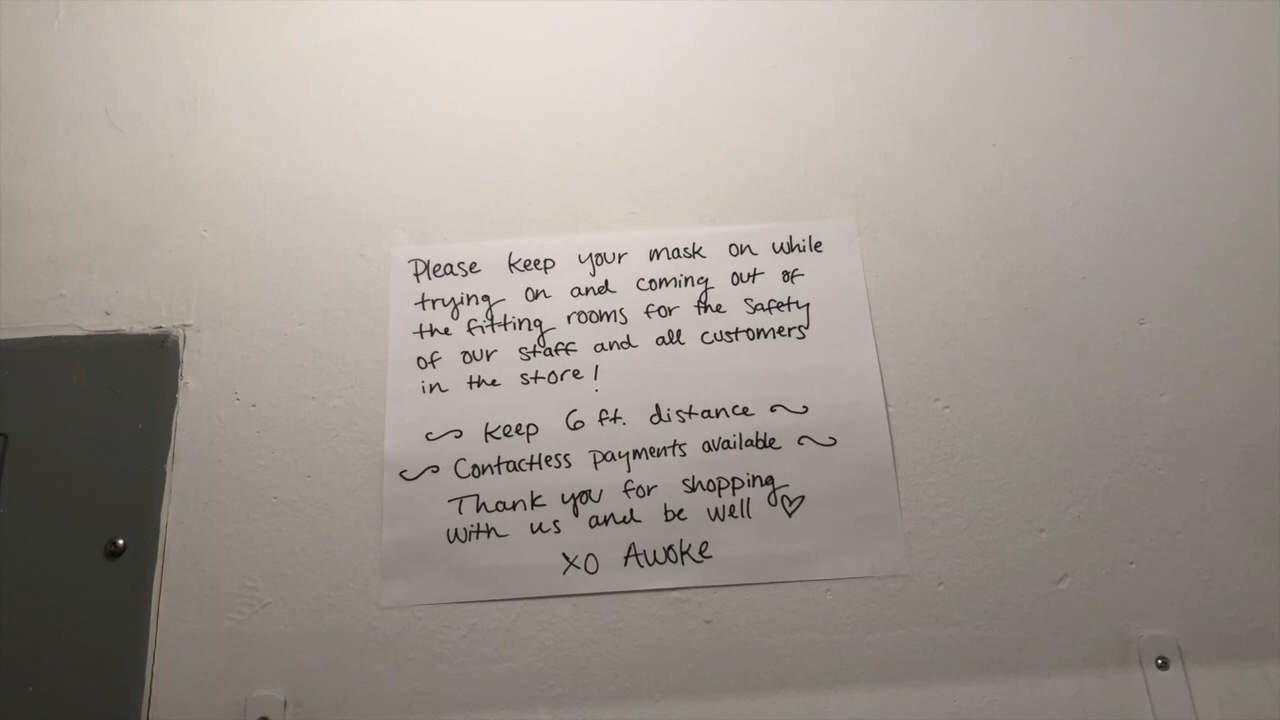 Please keep your mask on while
trying on and coming out of
the fitting rooms for the safety
of our staff and all customers
in the store!
~ Keep 6 ft. distance ~
~ Contactless payments available ~
Thank you for shopping
with us and be well ♡
XO Awoke